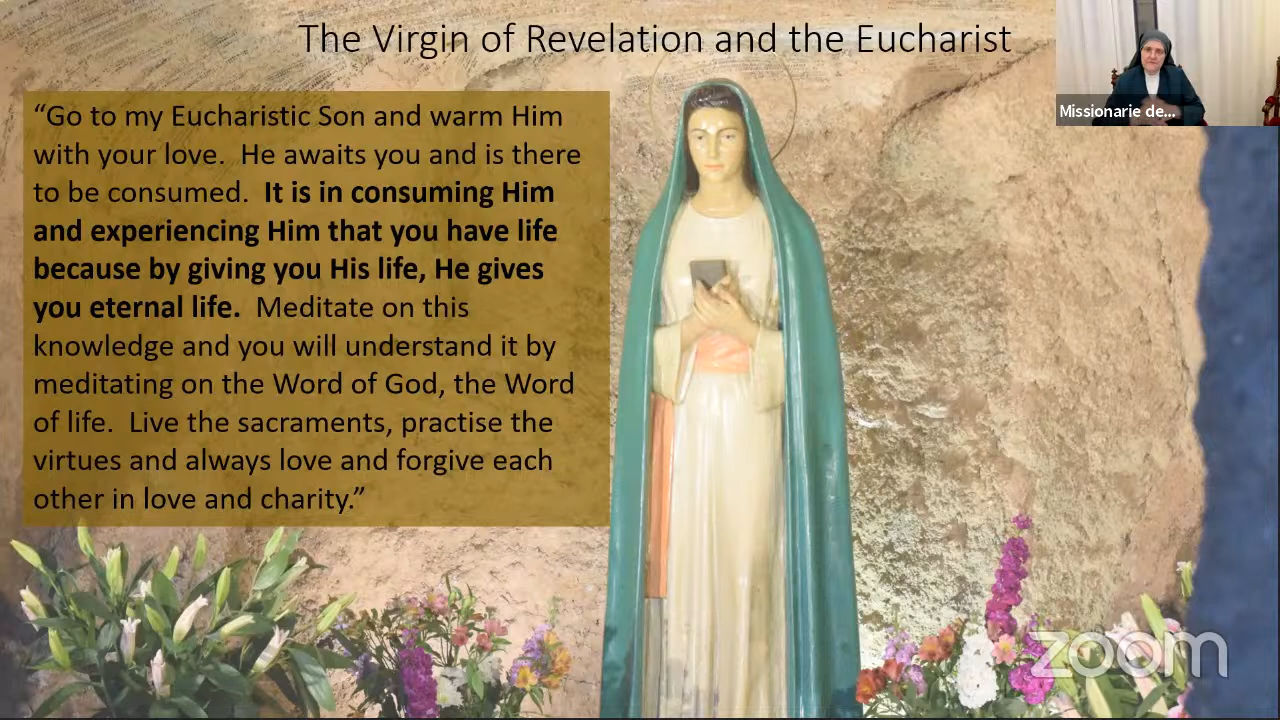 The Virgin of Revelation and the Eucharist
Missionarie de...
“Go to my Eucharistic Son and warm Him
with your love.  He awaits you and is there
to be consumed.  It is in consuming Him
and experiencing Him that you have life
because by giving you His life, He gives
you eternal life.  Meditate on this
knowledge and you will understand it by
meditating on the Word of God, the Word
of life.  Live the sacraments, practise the
virtues and always love and forgive each
other in love and charity.”
zoom